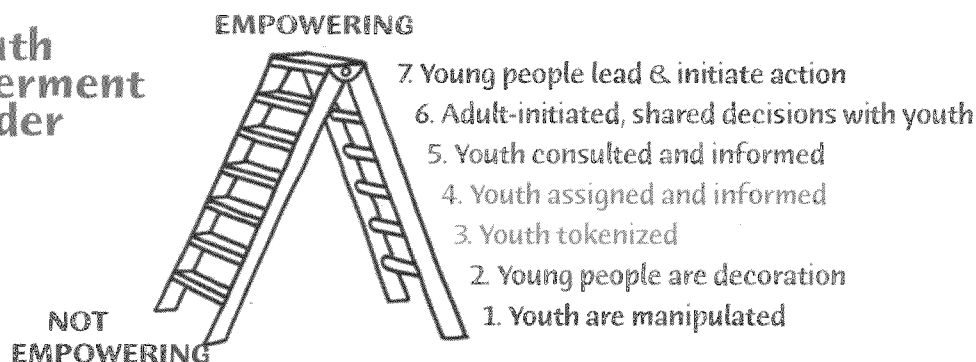 uth
erment
der
EMPOWERING
7. Young people lead & initiate action
6. Adult-initiated, shared decisions with youth
5. Youth consulted and informed
4. Youth assigned and informed
3. Youth tokenized
2. Young people are decoration
1. Youth are manipulated
NOT
EMPOWERING